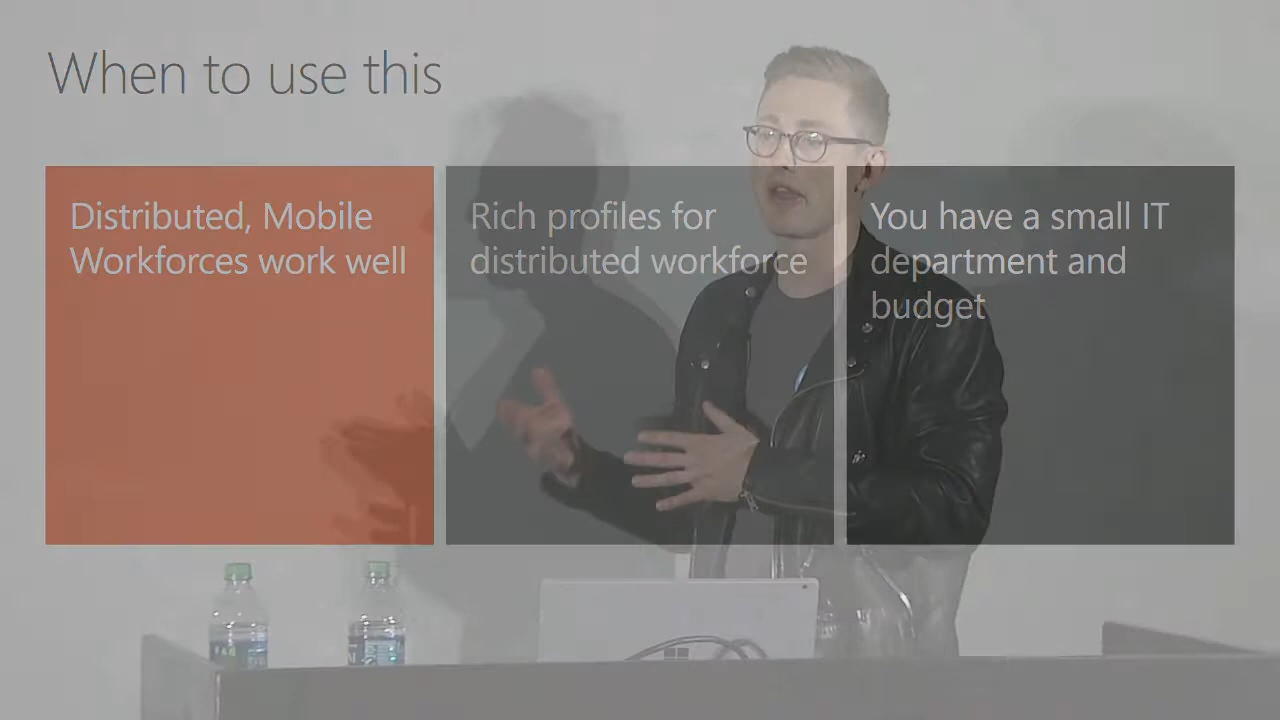 When to use this
Distributed, Mobile
Workforces work well
Rich profiles for
distributed workforce
You have a small IT
department and
budget